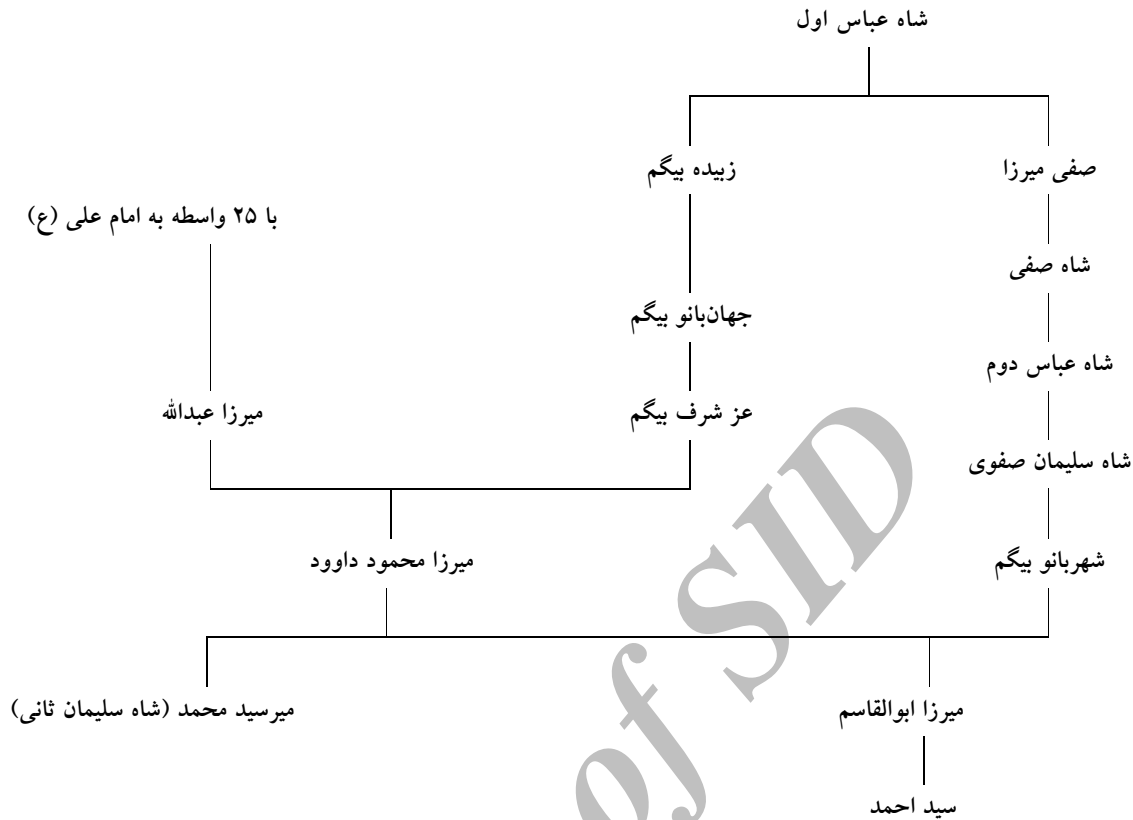 شاه عباس اول
صفی میرزا
زبیده بیگم
با ۲۵ واسطه به امام علی (ع)
شاه صفی
جهان‌بانو بیگم
شاه عباس دوم
عز شرف بیگم
میرزا عبدالله
شاه سلیمان صفوی
شهربانو بیگم
میرزا محمود داوود
میرزا ابوالقاسم
میرسید محمد (شاه سلیمان ثانی)
سید احمد
of SID